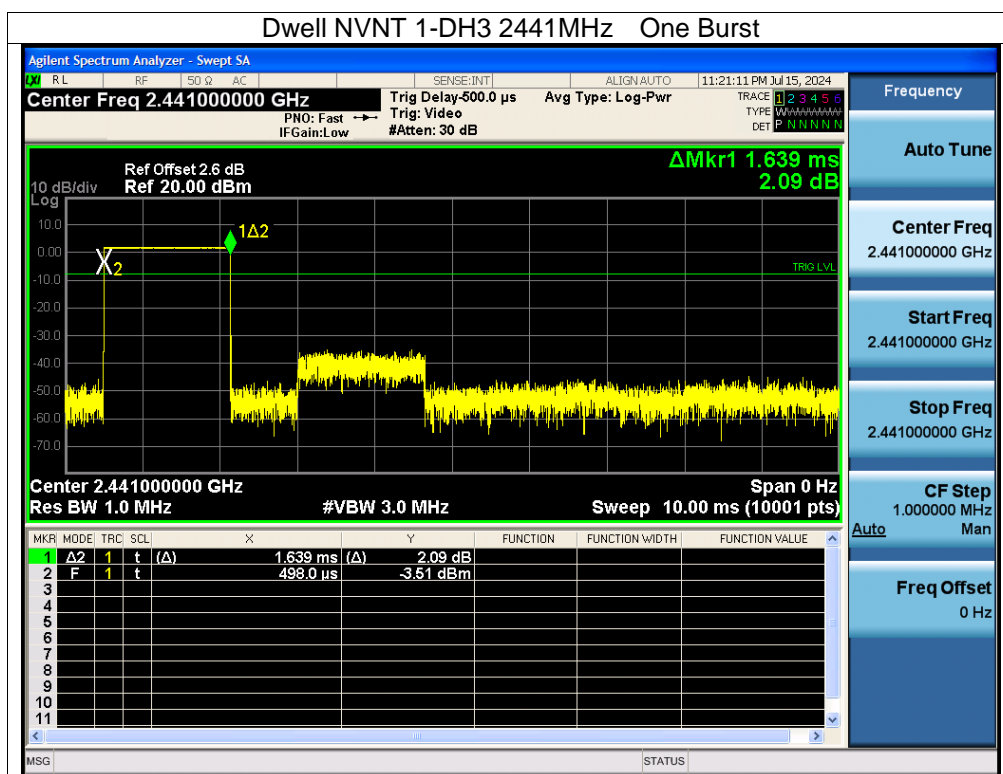 Dwell NVNT 1-DH3 2441MHz One Burst
Agilent Spectrum Analyzer - Swept SA
LXI RL RF 50 Ω AC SENSE:INT ALIGN AUTO 11:21:11 PM Jul 15, 2024
Center Freq 2.441000000 GHz Trig Delay-500.0 µs Avg Type: Log-Pwr TRACE 1 2 3 4 5 6
PNO: Fast Trig: Video TYPE WWWWWW
IFGain:Low #Atten: 30 dB DET P N N N N N
Ref Offset 2.6 dB ΔMkr1 1.639 ms
10 dB/div Ref 20.00 dBm 2.09 dB
Log
10.0
0.00
-10.0
-20.0
-30.0
-40.0
-50.0
-60.0
-70.0
1Δ2
X2
TRIG LVL
Center 2.441000000 GHz Span 0 Hz
Res BW 1.0 MHz #VBW 3.0 MHz Sweep 10.00 ms (10001 pts)
MKR MODE TRC SCL X Y FUNCTION FUNCTION WIDTH FUNCTION VALUE
1 Δ2 1 t (Δ) 1.639 ms (Δ) 2.09 dB
2 F 1 t 498.0 µs -3.51 dBm
3
4
5
6
7
8
9
10
11
MSG STATUS
Frequency
Auto Tune
Center Freq
2.441000000 GHz
Start Freq
2.441000000 GHz
Stop Freq
2.441000000 GHz
CF Step
1.000000 MHz
Auto Man
Freq Offset
0 Hz